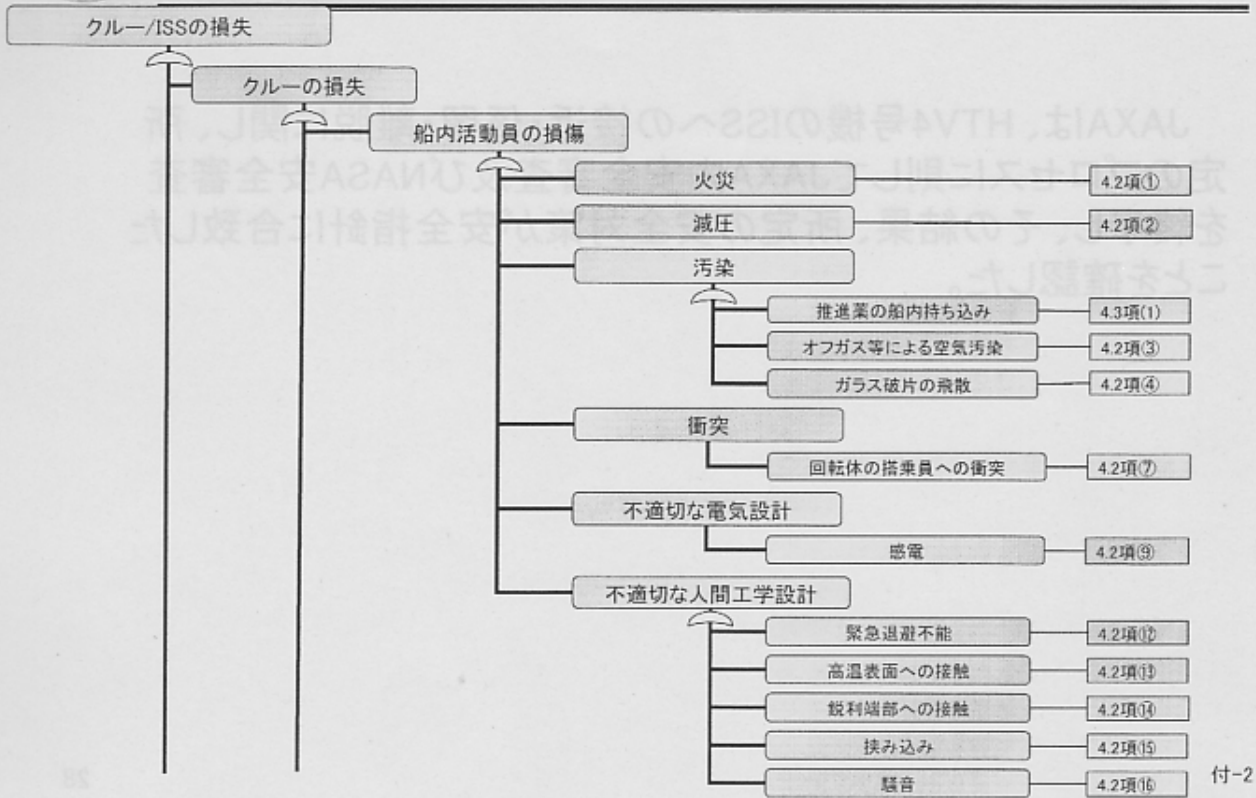 クルー/ISSの損失
クルーの損失
船内活動員の損傷
火災 4.2項①
減圧 4.2項②
汚染
推進薬の船内持ち込み 4.3項(1)
オフガス等による空気汚染 4.2項③
ガラス破片の飛散 4.2項④
衝突
回転体の搭乗員への衝突 4.2項⑦
不適切な電気設計
感電 4.2項⑨
不適切な人間工学設計
緊急退避不能 4.2項⑫
高温表面への接触 4.2項⑬
鋭利端部への接触 4.2項⑭
挟み込み 4.2項⑮
騒音 4.2項⑯
付-2